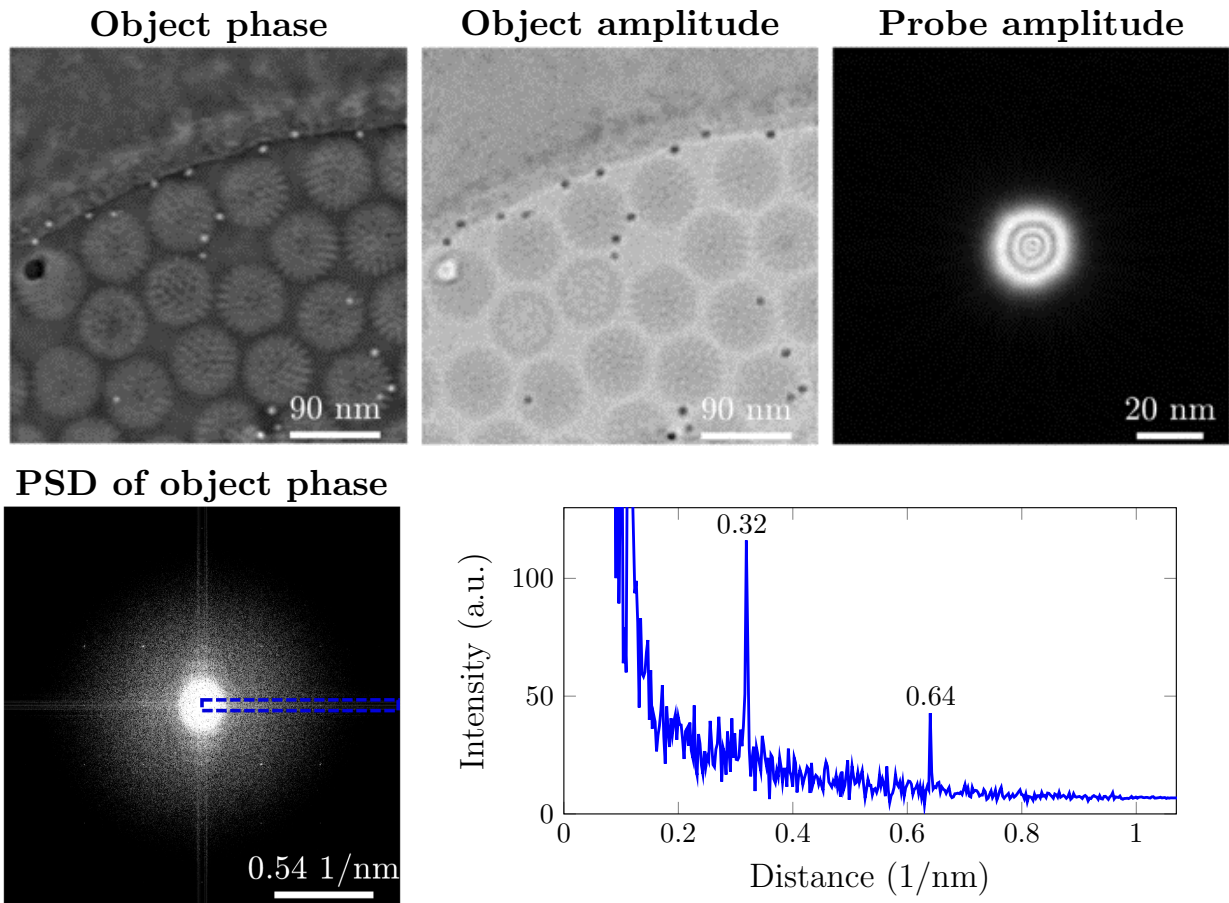 Object phase
Object amplitude
Probe amplitude
90 nm
90 nm
20 nm
PSD of object phase
0.54 1/nm
0.32
0.64
100
50
0
0
0.2
0.4
0.6
0.8
1
Intensity (a.u.)
Distance (1/nm)